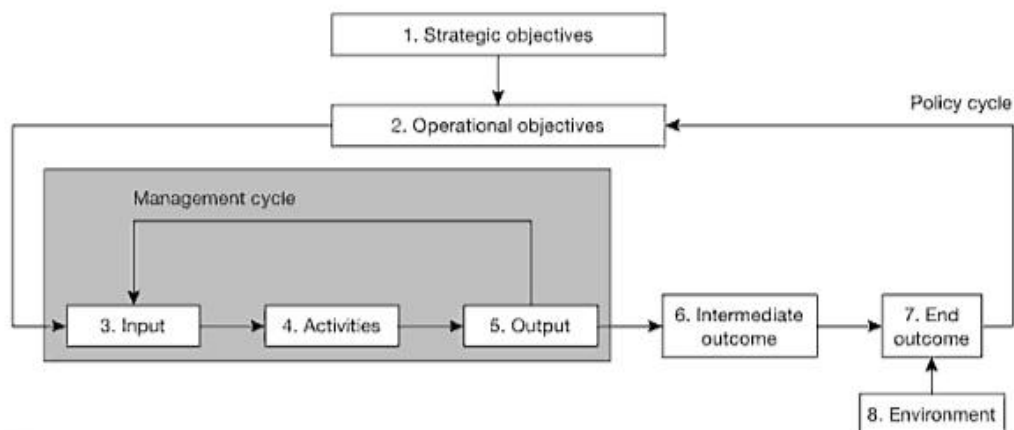 1. Strategic objectives
Policy cycle
2. Operational objectives
Management cycle
3. Input
4. Activities
5. Output
6. Intermediate
outcome
7. End
outcome
8. Environment